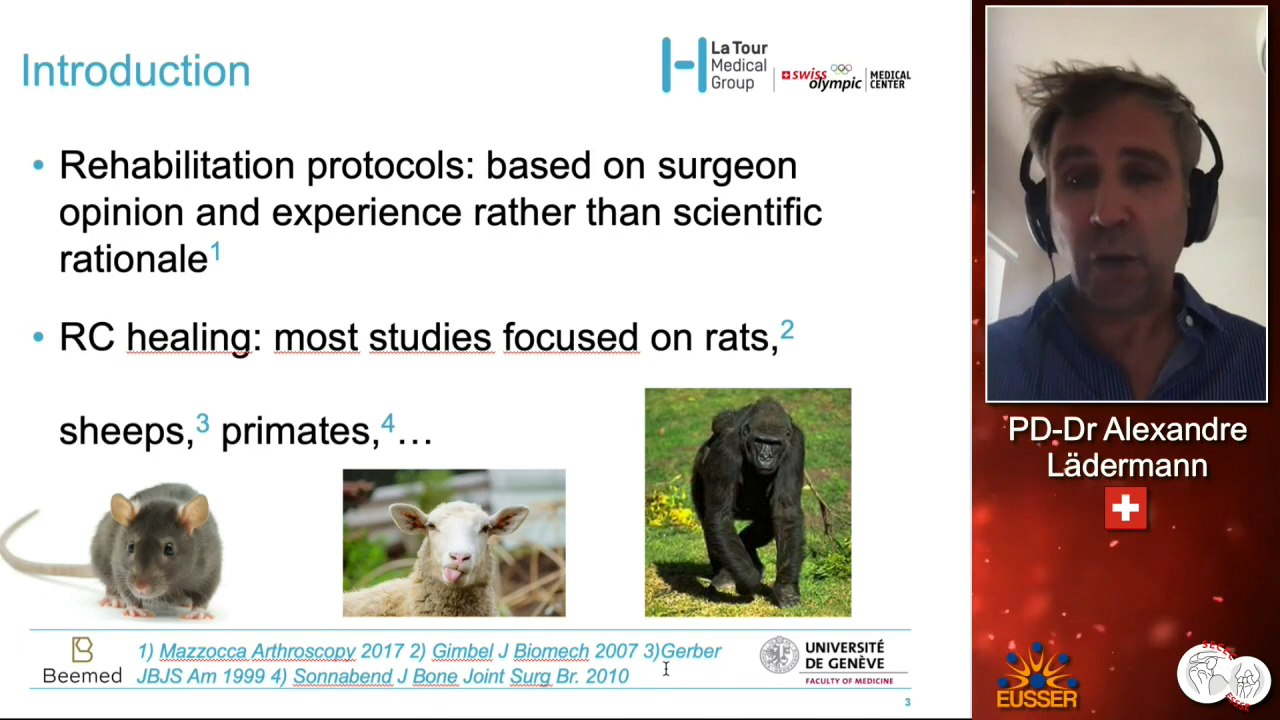 Introduction
La Tour
Medical
Group
swiss
olympic
MEDICAL
CENTER
• Rehabilitation protocols: based on surgeon
opinion and experience rather than scientific
rationale1
• RC healing: most studies focused on rats,2
sheeps,3 primates,4…
Beemed
1) Mazzocca Arthroscopy 2017 2) Gimbel J Biomech 2007 3)Gerber
JBJS Am 1999 4) Sonnabend J Bone Joint Surg Br. 2010
UNIVERSITÉ
DE GENÈVE
FACULTY OF MEDICINE
3
PD-Dr Alexandre
Lädermann
EUSSER